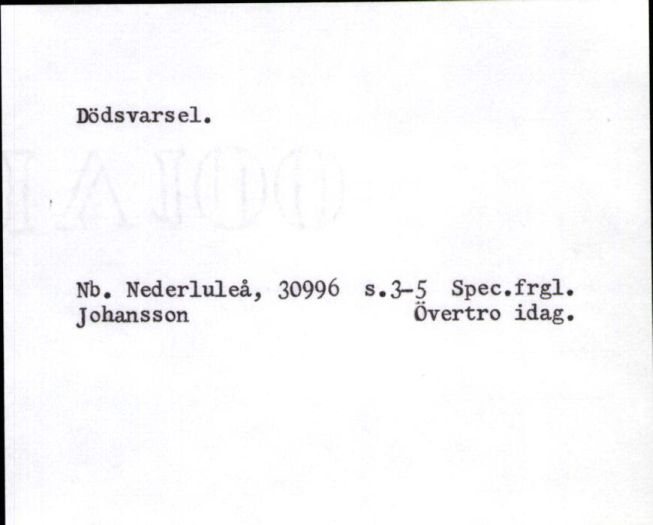 Dödsvarsel.
Nb. Nederluleå, 30996 s.3-5 Spec.frgl.
Johansson Övertro idag.